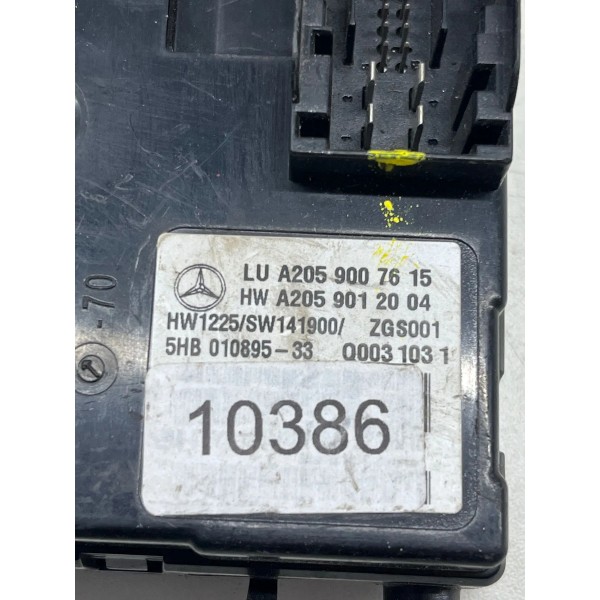 LU A205 900 76 15
HW A205 901 20 04
HW1225/SW141900/ ZGS001
5HB 010895-33 Q003 103 1
10386
-70